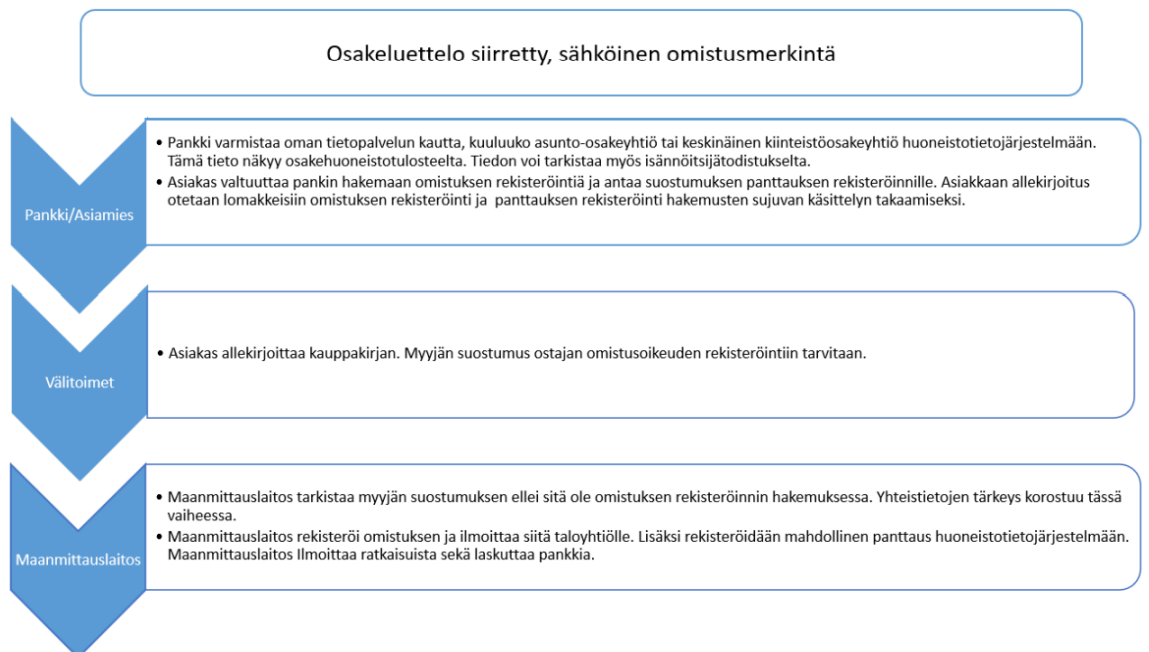 Osakeluettelo siirretty, sähköinen omistusmerkintä
Pankki/Asiamies
• Pankki varmistaa oman tietopalvelun kautta, kuuluuko asunto-osakeyhtiö tai keskinäinen kiinteistöosakeyhtiö huoneistotietojärjestelmään.
Tämä tieto näkyy osakehuoneistotulosteelta. Tiedon voi tarkistaa myös isännöitsijätodistukselta.
• Asiakas valtuuttaa pankin hakemaan omistuksen rekisteröintiä ja antaa suostumuksen panttauksen rekisteröinnille. Asiakkaan allekirjoitus
otetaan lomakkeisiin omistuksen rekisteröinti ja panttauksen rekisteröinti hakemusten sujuvan käsittelyn takaamiseksi.
Välitoimet
• Asiakas allekirjoittaa kauppakirjan. Myyjän suostumus ostajan omistusoikeuden rekisteröintiin tarvitaan.
Maanmittauslaitos
• Maanmittauslaitos tarkistaa myyjän suostumuksen ellei sitä ole omistuksen rekisteröinnin hakemuksessa. Yhteistietojen tärkeys korostuu tässä
vaiheessa.
• Maanmittauslaitos rekisteröi omistuksen ja ilmoittaa siitä taloyhtiölle. Lisäksi rekisteröidään mahdollinen panttaus huoneistotietojärjestelmään.
Maanmittauslaitos Ilmoittaa ratkaisuista sekä laskuttaa pankkia.